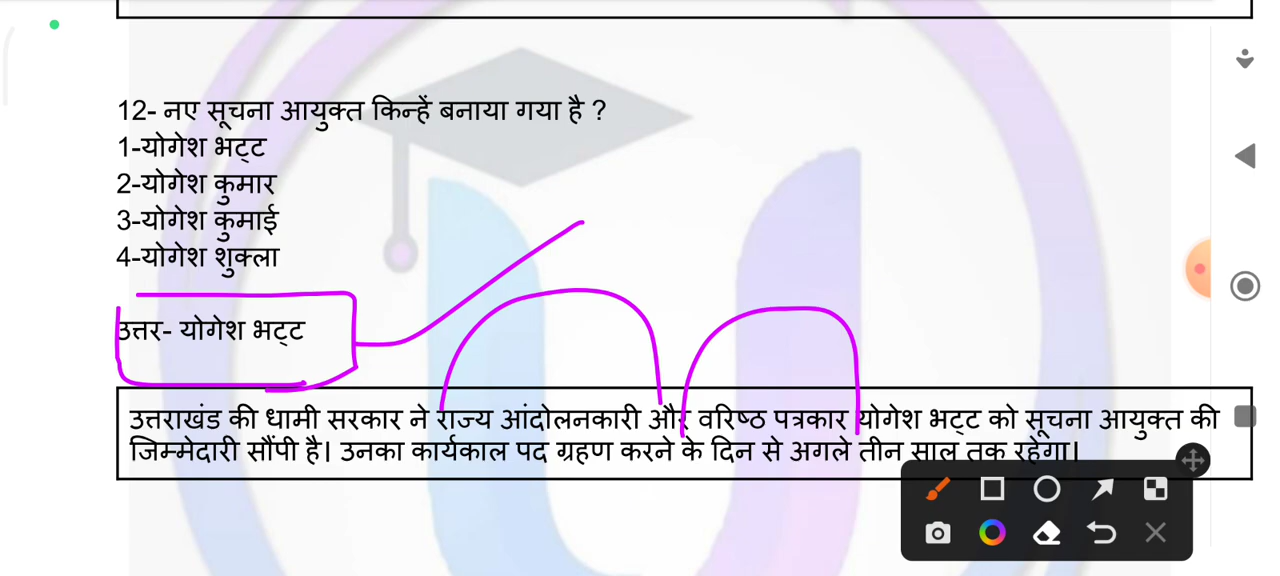 12- नए सूचना आयुक्त किन्हें बनाया गया है ?
1-योगेश भट्ट
2-योगेश कुमार
3-योगेश कुमाई
4-योगेश शुक्ला
उत्तर- योगेश भट्ट
उत्तराखंड की धामी सरकार ने राज्य आंदोलनकारी और वरिष्ठ पत्रकार योगेश भट्ट को सूचना आयुक्त की
जिम्मेदारी सौंपी है। उनका कार्यकाल पद ग्रहण करने के दिन से अगले तीन साल तक रहेगा।